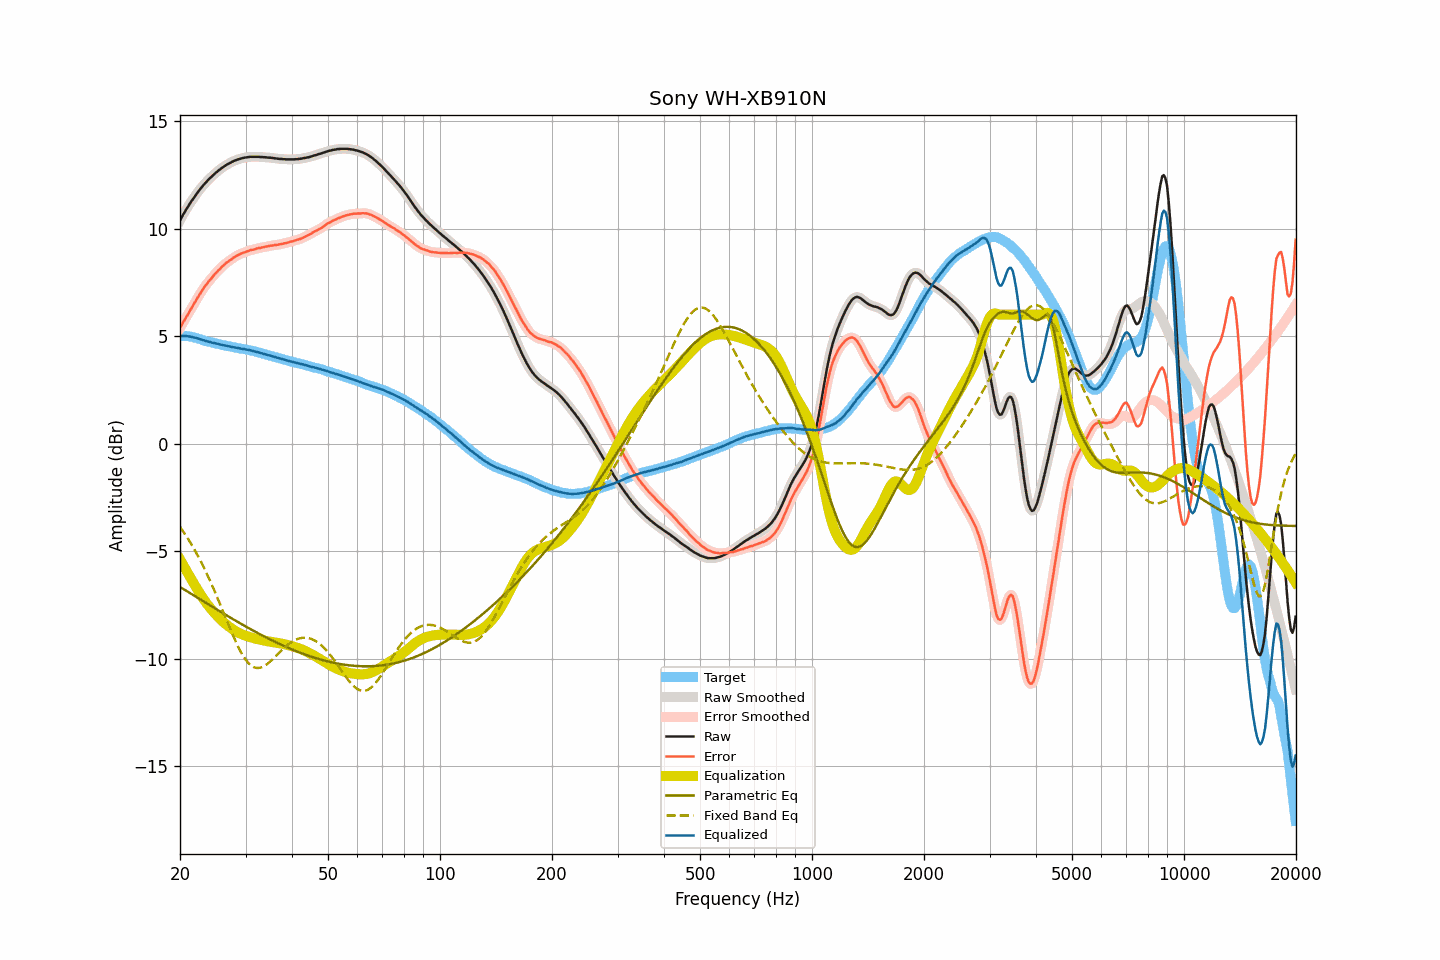 Sony WH-XB910N
15
10
5
0
−5
−10
−15
Amplitude (dBr)
Target
Raw Smoothed
Error Smoothed
Raw
Error
Equalization
Parametric Eq
Fixed Band Eq
Equalized
20 50 100 200 500 1000 2000 5000 10000 20000
Frequency (Hz)